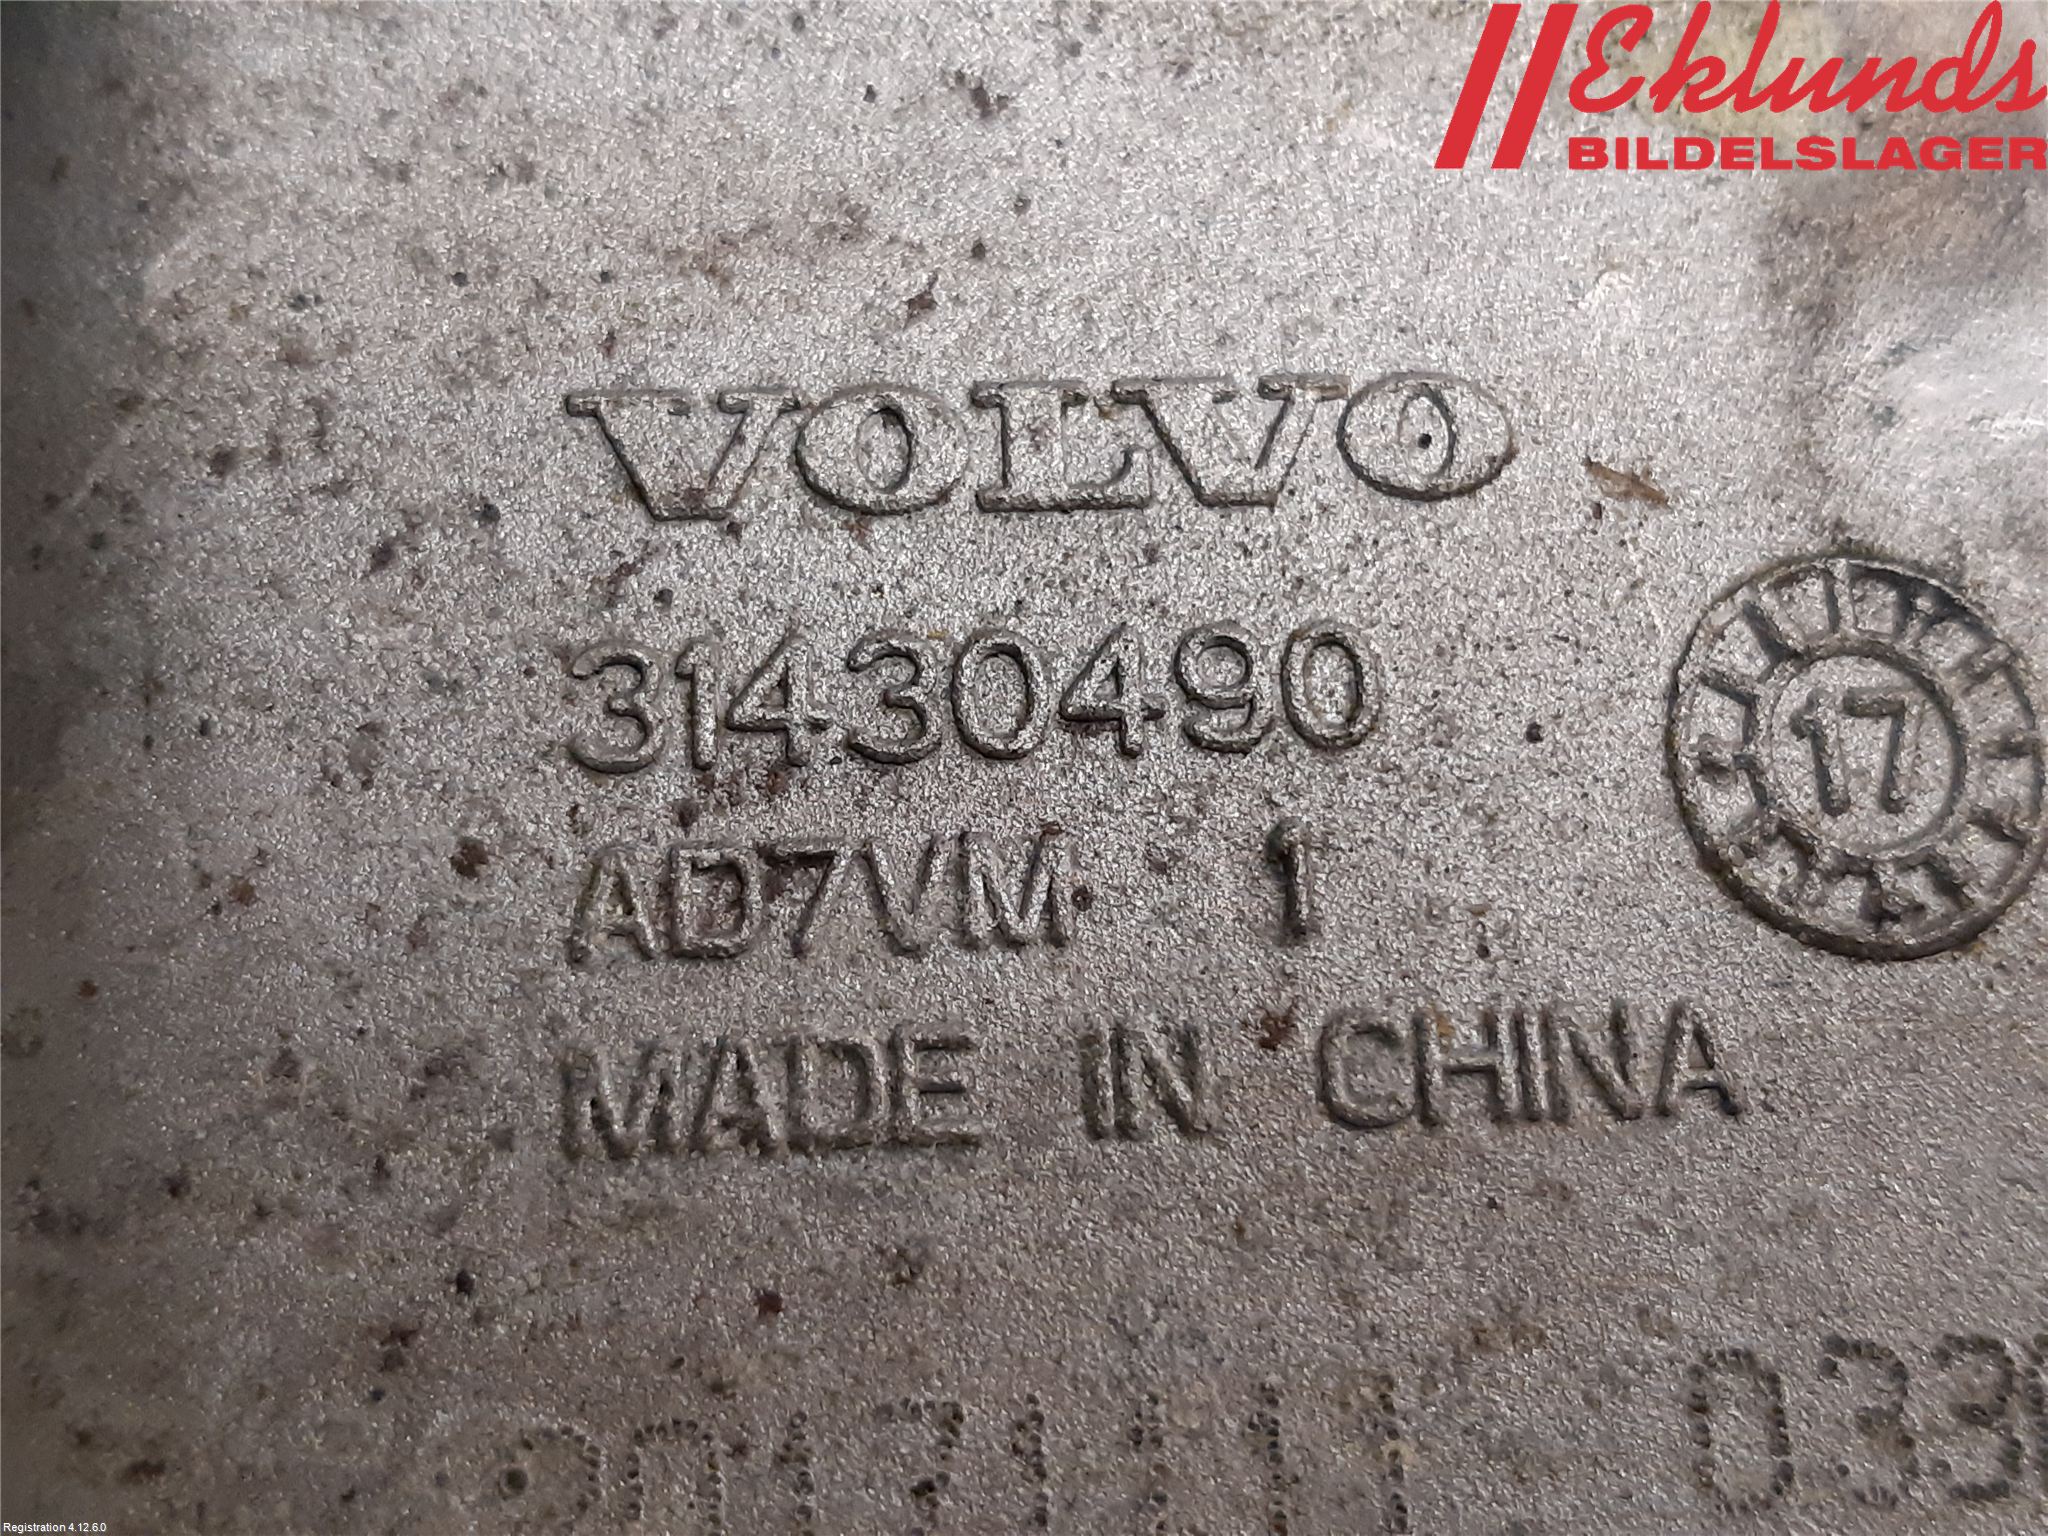 Eklunds
BILDELSLAGER
VOLVO
31430490
17
AD7VM 1
MADE IN CHINA
Registration 4.12.6.0